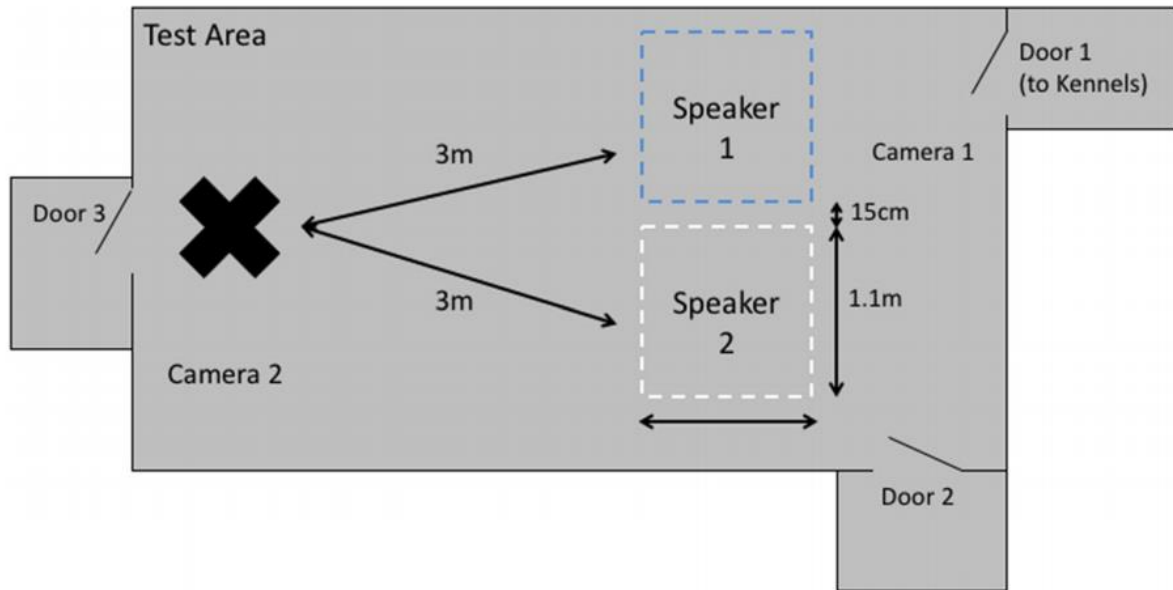 Test Area
Door 1
(to Kennels)
Speaker
1
3m
Camera 1
Door 3
15cm
3m
Speaker
2
1.1m
Camera 2
Door 2